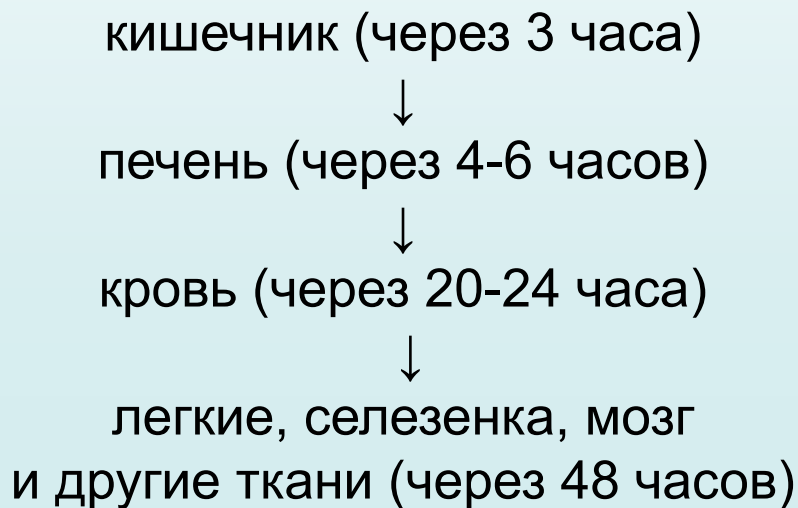 кишечник (через 3 часа)
↓
печень (через 4-6 часов)
↓
кровь (через 20-24 часа)
↓
легкие, селезенка, мозг
и другие ткани (через 48 часов)